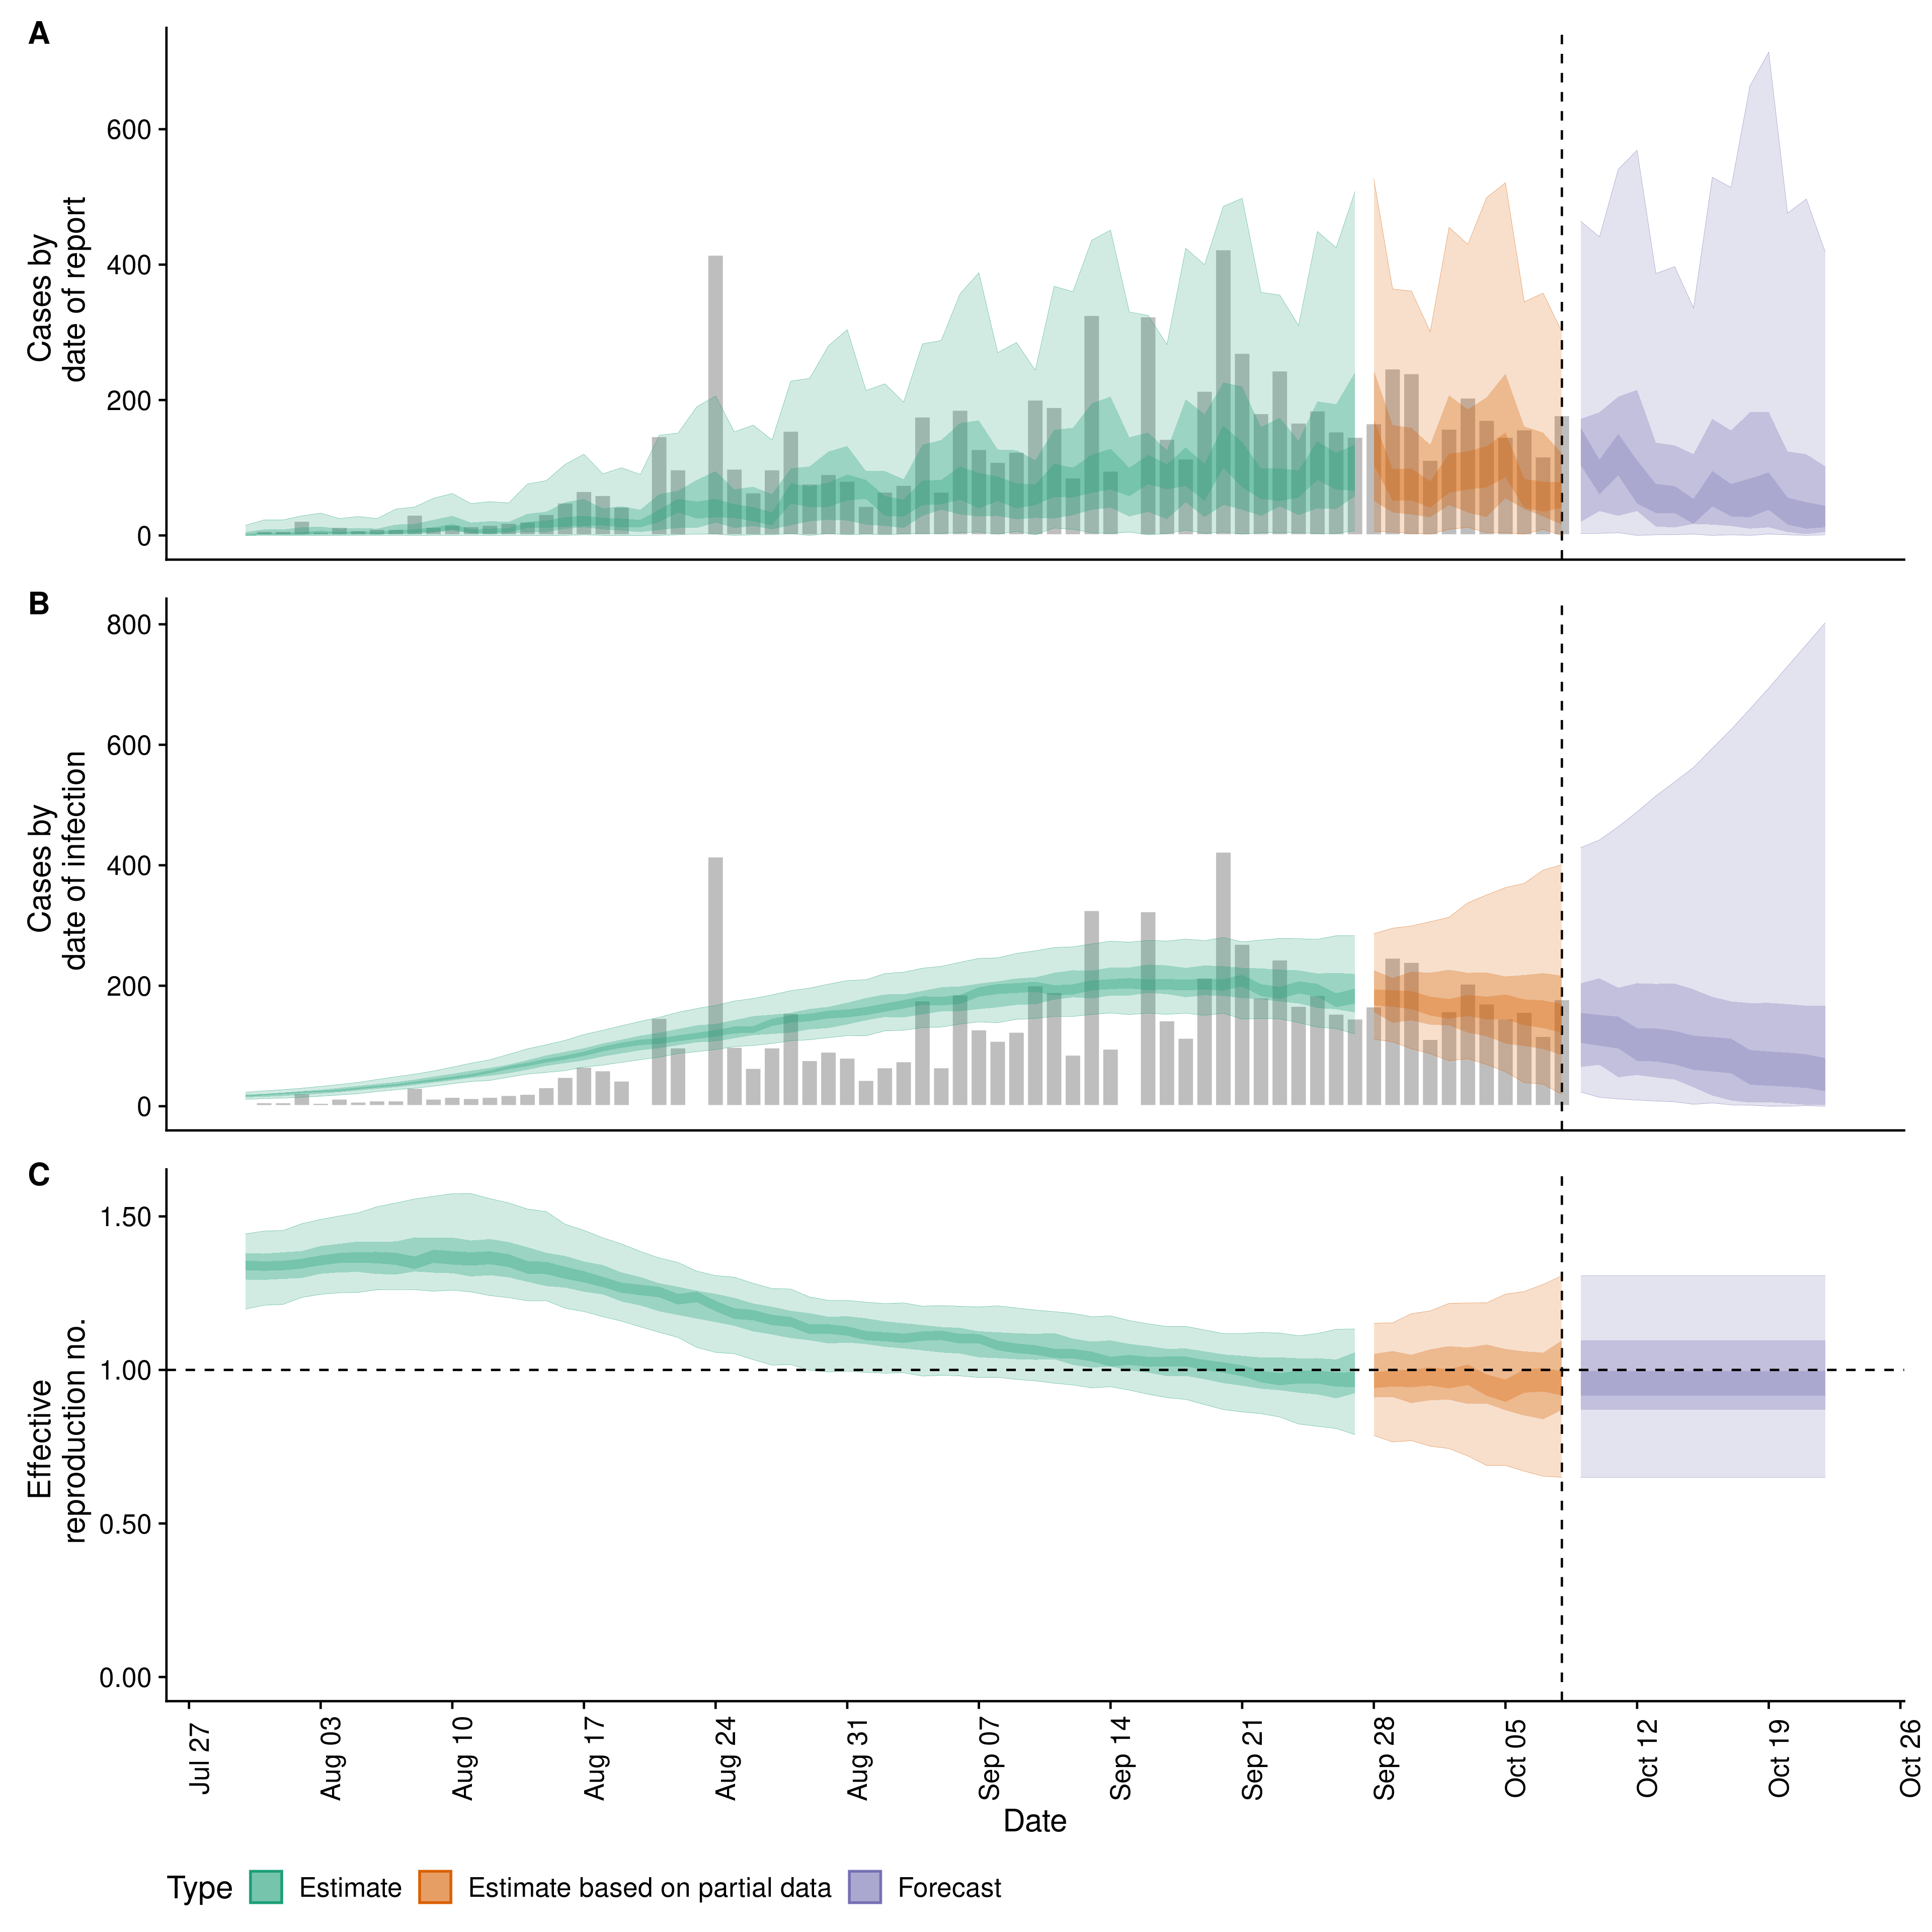 A
Cases by
date of report
600
400
200
0
B
Cases by
date of infection
800
600
400
200
0
C
Effective
reproduction no.
1.50
1.00
0.50
0.00
Jul 27
Aug 03
Aug 10
Aug 17
Aug 24
Aug 31
Sep 07
Sep 14
Sep 21
Sep 28
Oct 05
Oct 12
Oct 19
Oct 26
Date
Type Estimate Estimate based on partial data Forecast